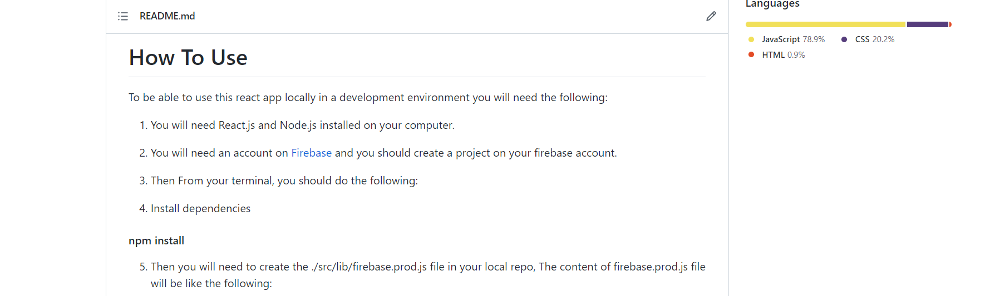 README.md
How To Use
To be able to use this react app locally in a development environment you will need the following:
1. You will need React.js and Node.js installed on your computer.
2. You will need an account on Firebase and you should create a project on your firebase account.
3. Then From your terminal, you should do the following:
4. Install dependencies
npm install
5. Then you will need to create the ./src/lib/firebase.prod.js file in your local repo, The content of firebase.prod.js file
will be like the following:
Languages
JavaScript 78.9%
CSS 20.2%
HTML 0.9%